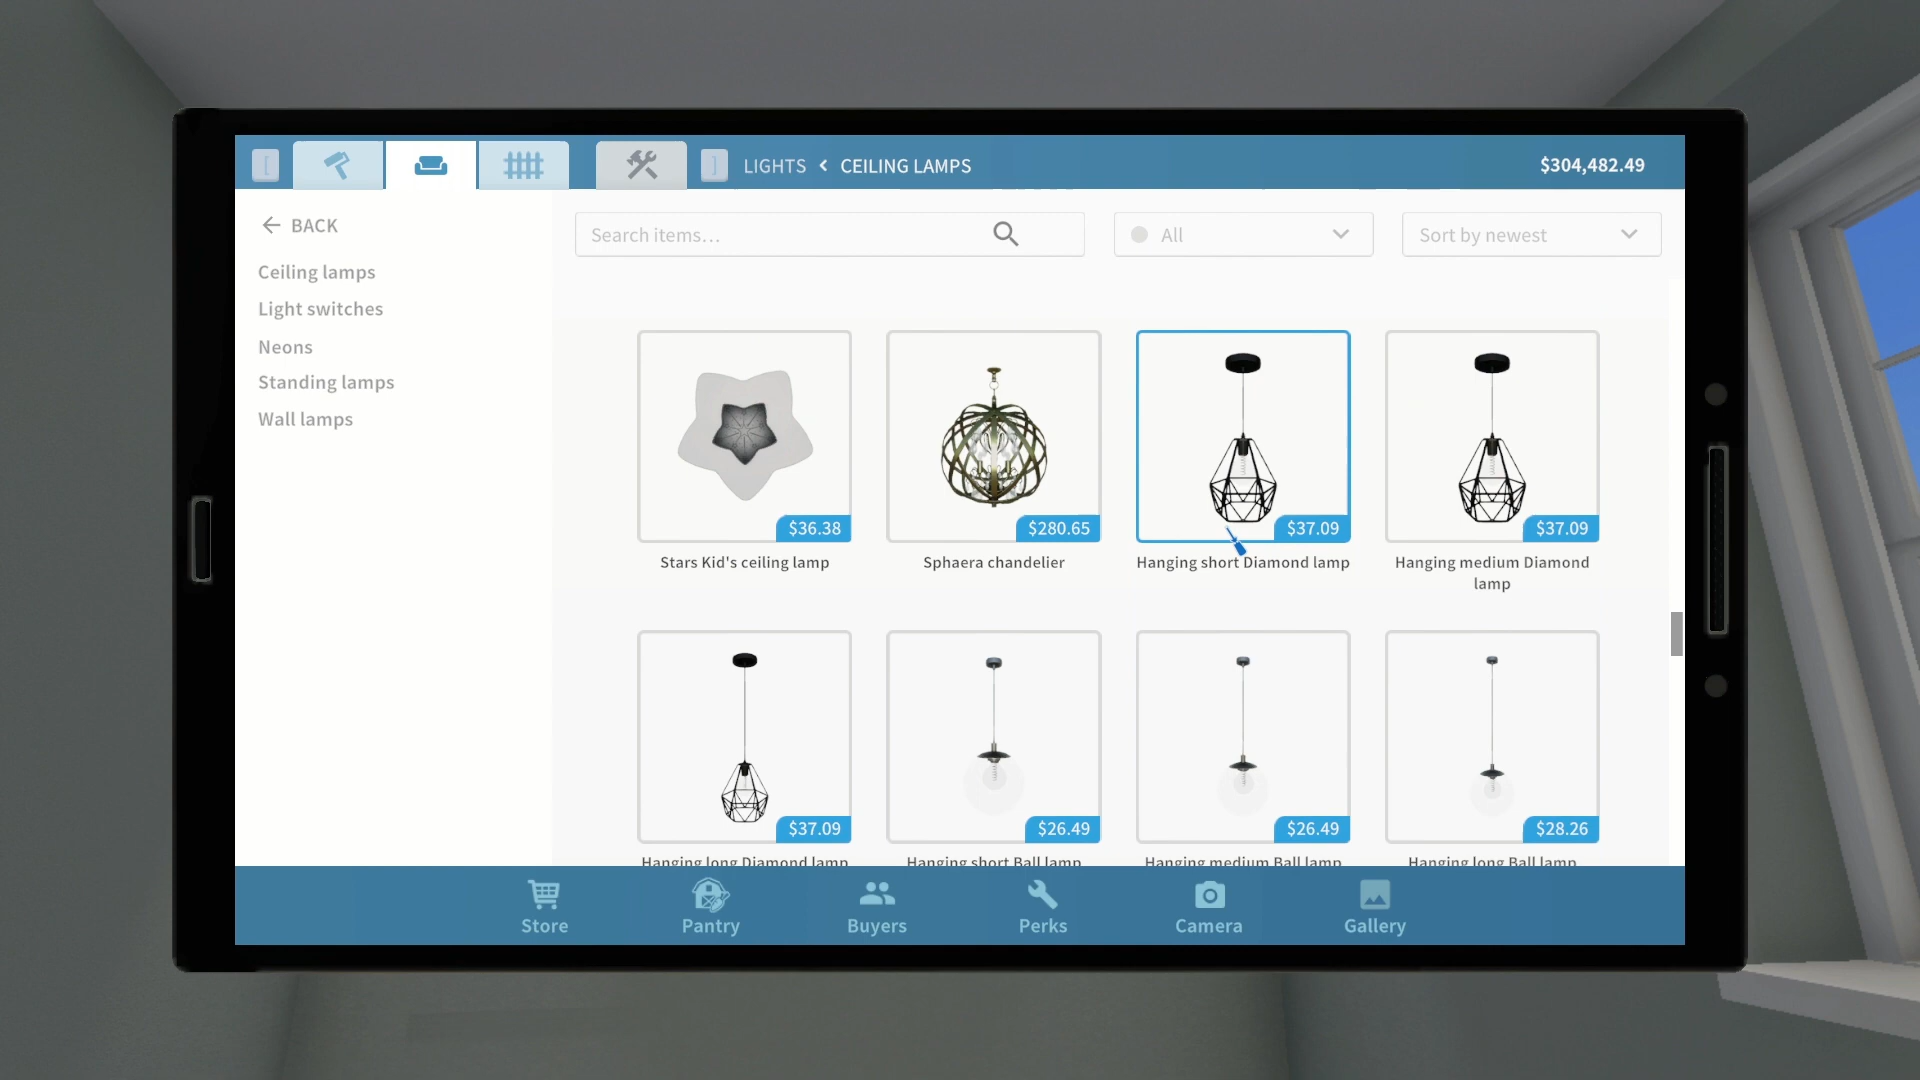 [
]
LIGHTS < CEILING LAMPS
$304,482.49
BACK
Ceiling lamps
Light switches
Neons
Standing lamps
Wall lamps
Search items...
All
Sort by newest
$36.38
$280.65
$37.09
$37.09
Stars Kid's ceiling lamp
Sphaera chandelier
Hanging short Diamond lamp
Hanging medium Diamond
lamp
$37.09
$26.49
$26.49
$28.26
Hanging long Diamond lamp
Hanging short Ball lamp
Hanging medium Ball lamp
Hanging long Ball lamp
Store
Pantry
Buyers
Perks
Camera
Gallery